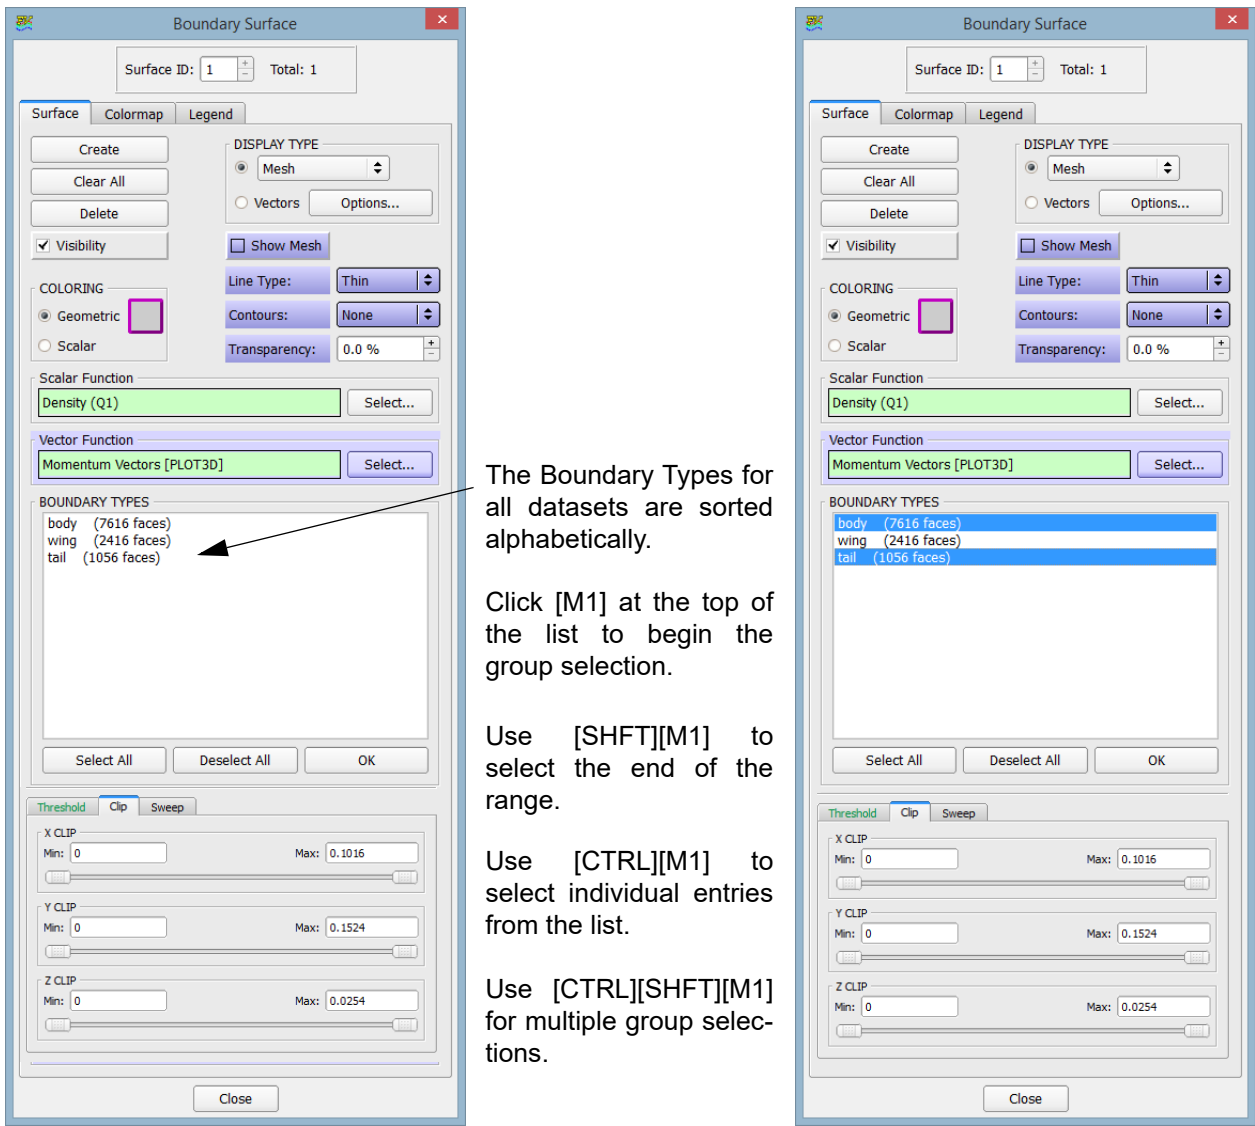 Boundary Surface
×
Surface ID: 1 Total: 1
Surface Colormap Legend
Create
Clear All
Delete
Visibility
DISPLAY TYPE
Mesh
Vectors Options...
Show Mesh
COLORING
Geometric
Scalar
Line Type: Thin
Contours: None
Transparency: 0.0 %
Scalar Function
Density (Q1) Select...
Vector Function
Momentum Vectors [PLOT3D] Select...
BOUNDARY TYPES
body (7616 faces)
wing (2416 faces)
tail (1056 faces)
Select All Deselect All OK
Threshold Clip Sweep
X CLIP
Min: 0 Max: 0.1016
Y CLIP
Min: 0 Max: 0.1524
Z CLIP
Min: 0 Max: 0.0254
Close
The Boundary Types for
all datasets are sorted
alphabetically.
Click [M1] at the top of
the list to begin the
group selection.
Use [SHFT][M1] to
select the end of the
range.
Use [CTRL][M1] to
select individual entries
from the list.
Use [CTRL][SHFT][M1]
for multiple group selec-
tions.
Boundary Surface
×
Surface ID: 1 Total: 1
Surface Colormap Legend
Create
Clear All
Delete
Visibility
DISPLAY TYPE
Mesh
Vectors Options...
Show Mesh
COLORING
Geometric
Scalar
Line Type: Thin
Contours: None
Transparency: 0.0 %
Scalar Function
Density (Q1) Select...
Vector Function
Momentum Vectors [PLOT3D] Select...
BOUNDARY TYPES
body (7616 faces)
wing (2416 faces)
tail (1056 faces)
Select All Deselect All OK
Threshold Clip Sweep
X CLIP
Min: 0 Max: 0.1016
Y CLIP
Min: 0 Max: 0.1524
Z CLIP
Min: 0 Max: 0.0254
Close